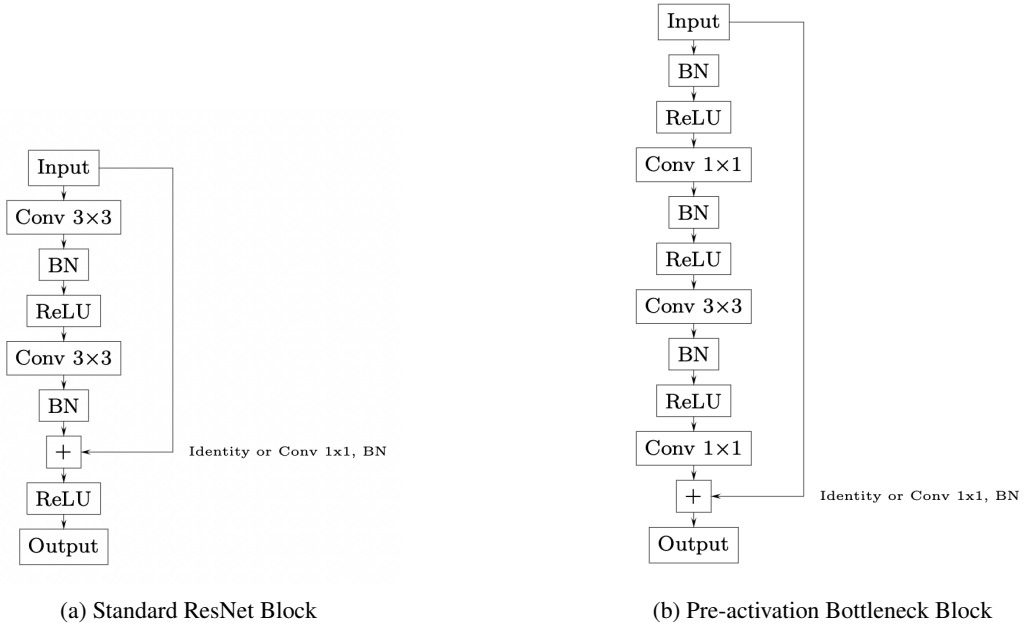 Input
Conv 3×3
BN
ReLU
Conv 3×3
BN
+
Identity or Conv 1x1, BN
ReLU
Output
(a) Standard ResNet Block
Input
BN
ReLU
Conv 1×1
BN
ReLU
Conv 3×3
BN
ReLU
Conv 1×1
+
Identity or Conv 1x1, BN
Output
(b) Pre-activation Bottleneck Block